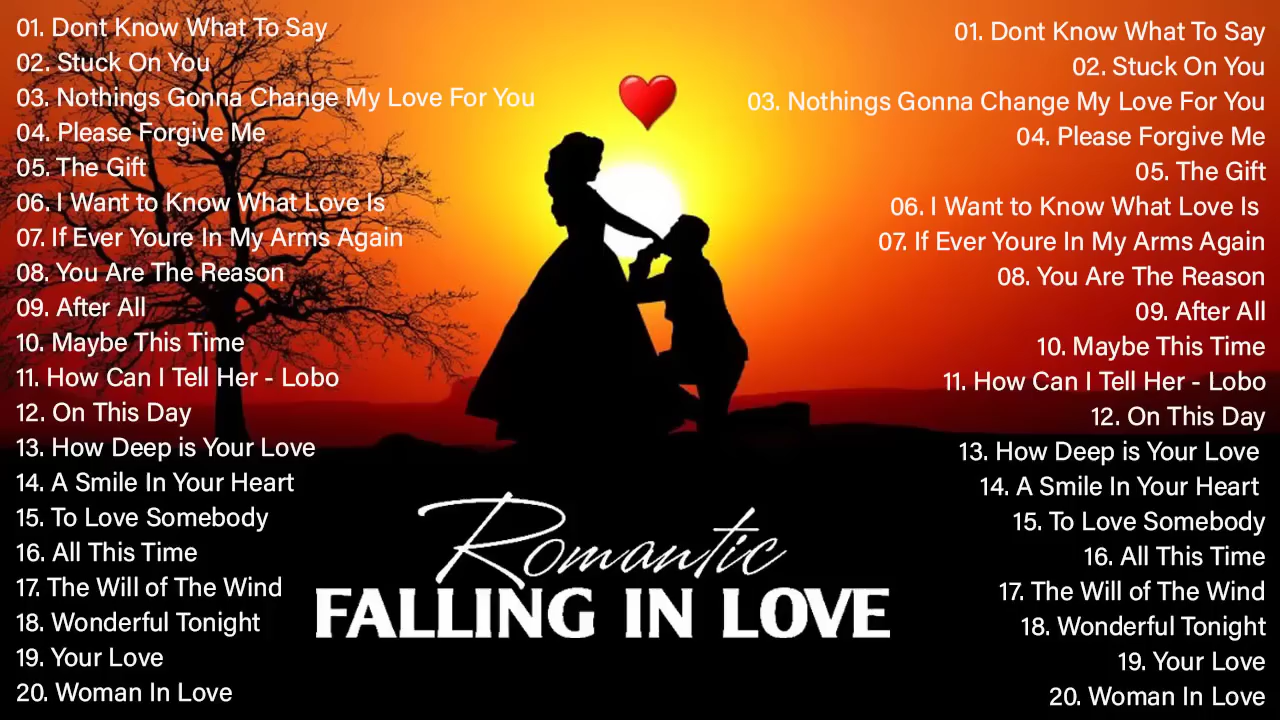 01. Dont Know What To Say
02. Stuck On You
03. Nothings Gonna Change My Love For You
04. Please Forgive Me
05. The Gift
06. I Want to Know What Love Is
07. If Ever Youre In My Arms Again
08. You Are The Reason
09. After All
10. Maybe This Time
11. How Can I Tell Her - Lobo
12. On This Day
13. How Deep is Your Love
14. A Smile In Your Heart
15. To Love Somebody
16. All This Time
17. The Will of The Wind
18. Wonderful Tonight
19. Your Love
20. Woman In Love
Romantic
FALLING IN LOVE
01. Dont Know What To Say
02. Stuck On You
03. Nothings Gonna Change My Love For You
04. Please Forgive Me
05. The Gift
06. I Want to Know What Love Is
07. If Ever Youre In My Arms Again
08. You Are The Reason
09. After All
10. Maybe This Time
11. How Can I Tell Her - Lobo
12. On This Day
13. How Deep is Your Love
14. A Smile In Your Heart
15. To Love Somebody
16. All This Time
17. The Will of The Wind
18. Wonderful Tonight
19. Your Love
20. Woman In Love